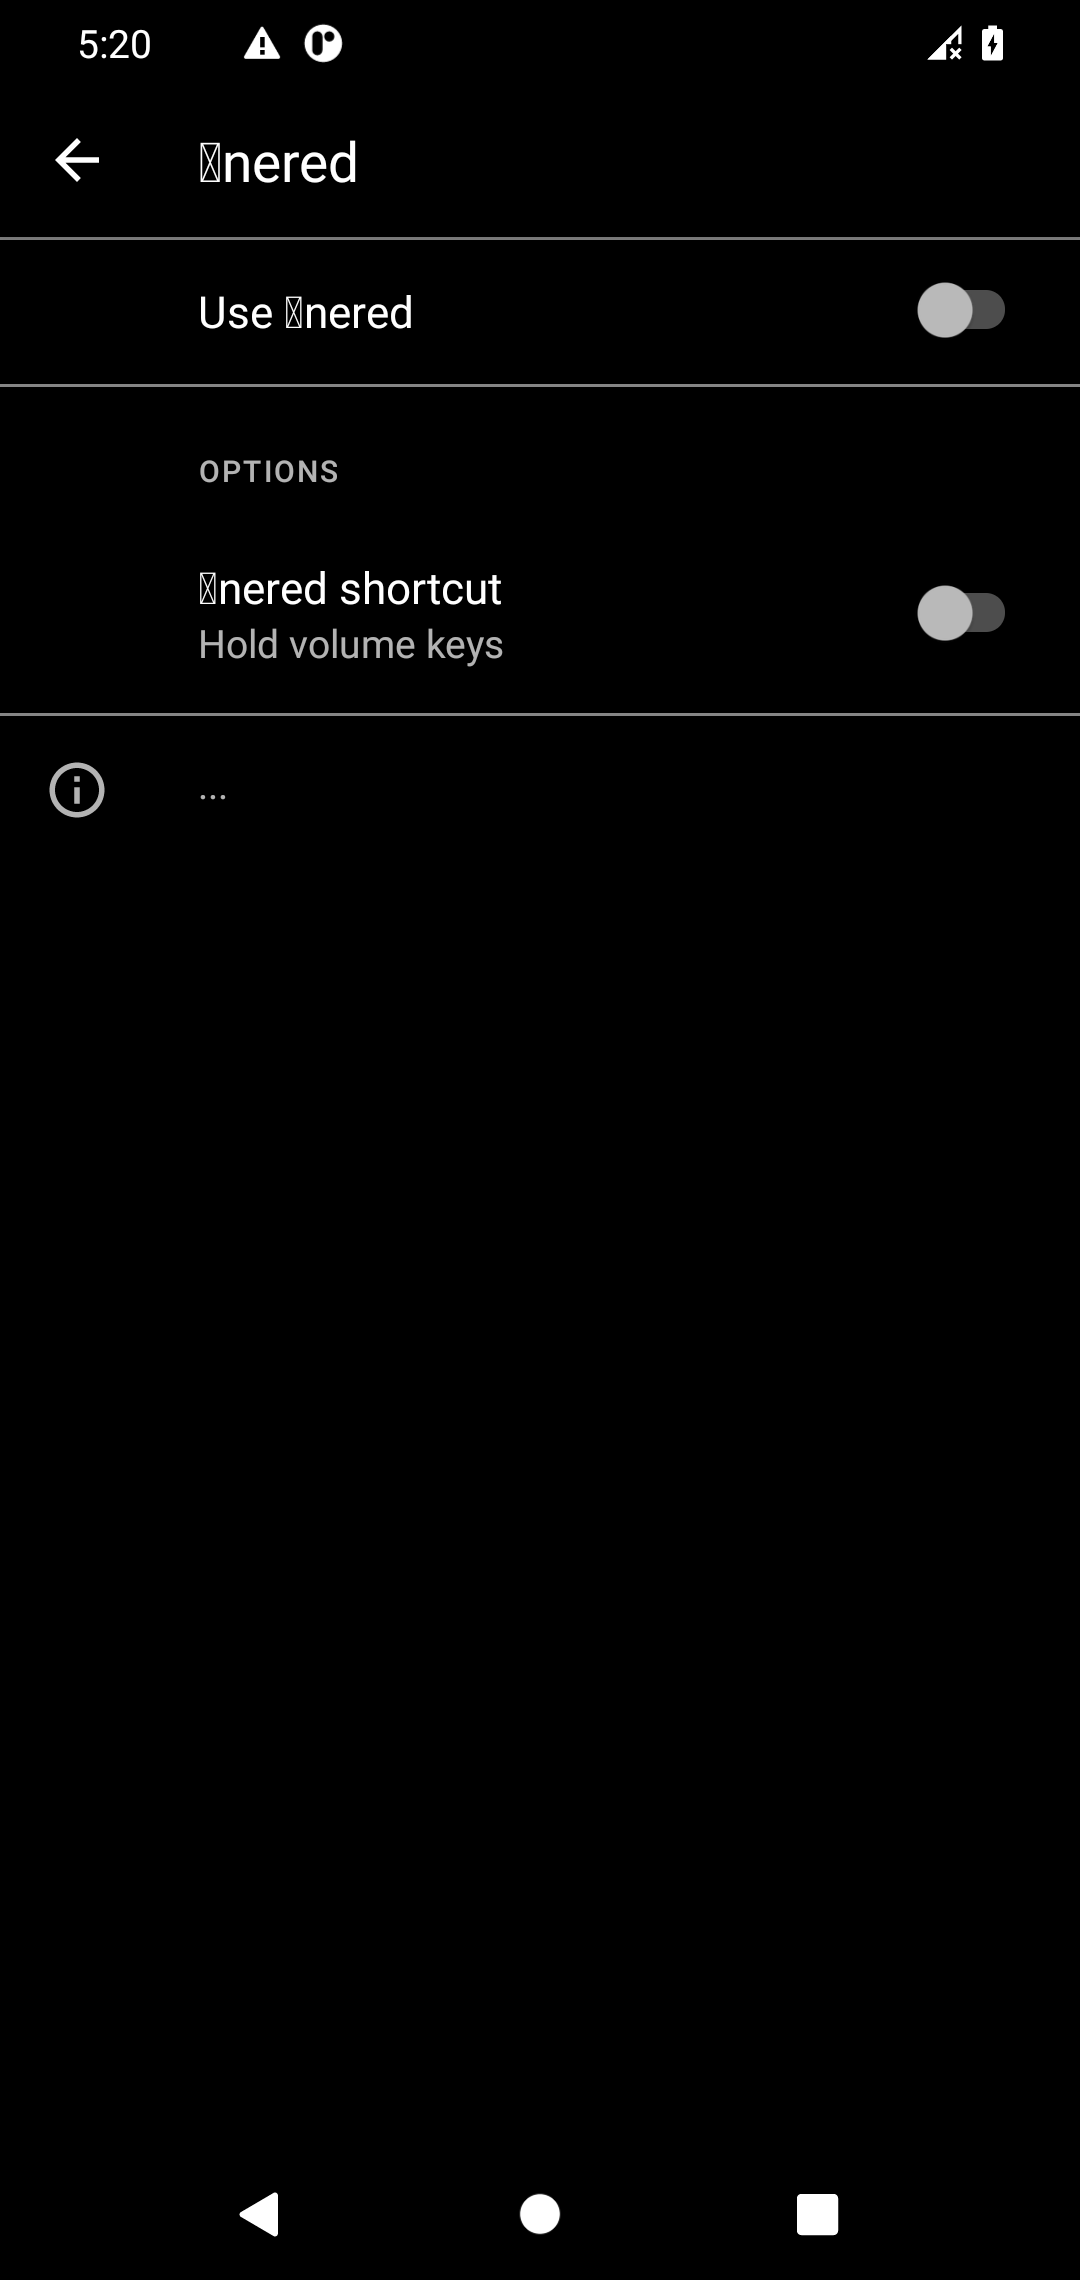 5:20
nered
Use nered
OPTIONS
nered shortcut
Hold volume keys
...